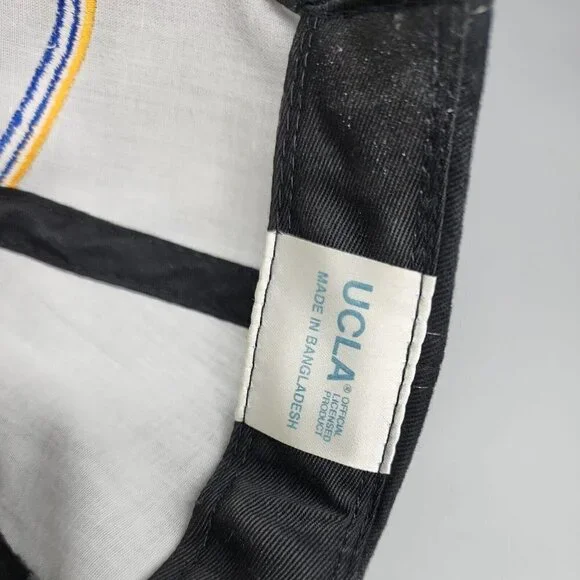 UCLA®
OFFICIAL
LICENSED
PRODUCT
MADE IN BANGLADESH